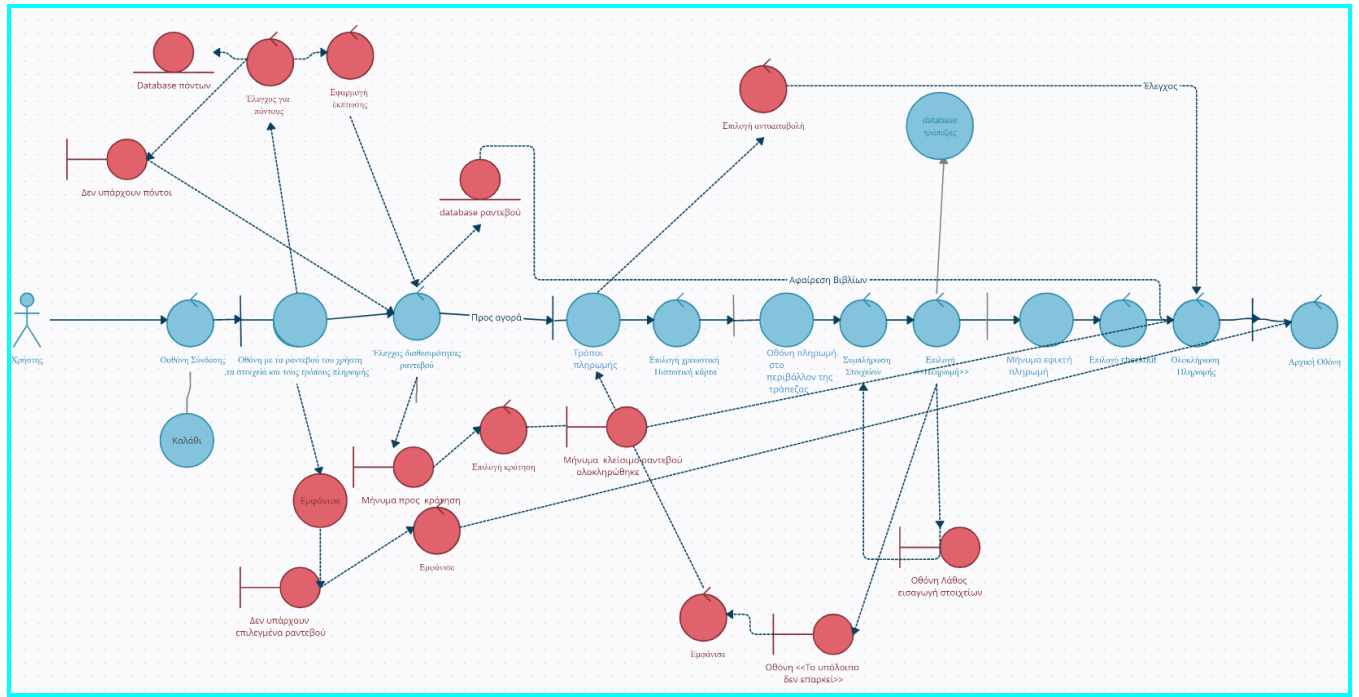 Database πόντων
Έλεγχος για
πόντους
Εφαρμογή
έκπτωσης
Επιλογή αντικαταβολή
Έλεγχος
database
τράπεζας
Δεν υπάρχουν πόντοι
database ραντεβού
Αφαίρεση Βιβλίων
Προς αγορά
Χρήστης
Οαθόνη Σύνδεσης
Οθόνη με τα ραντεβού του χρήστη
,τα στοιχεία και τους τρόπους πληρωμής
Έλεγχος διαθεσιμότητας
ραντεβού
Τρόποι
πληρωμής
Επιλογή χρεωστική
Πιστωτική κάρτα
Οθόνη πληρωμή
στο
περιβάλλον της
τράπεζας
Συμπλήρωση
Στοιχείων
Επιλογή
<<Πληρωμή>>
Μήνυμα εφικτή
πληρωμή
Επιλογή checkout
Ολοκλήρωση
Πληρωμής
Αρχική Οθόνη
Καλάθι
Μήνυμα προς κράτηση
Επιλογή κράτηση
Μήνυμα κλείσιμο ραντεβού
ολοκληρώθηκε
Εμφάνισε
Εμφάνισε
Δεν υπάρχουν
επιλεγμένα ραντεβού
Οθόνη Λάθος
εισαγωγή στοιχείων
Εμφάνισε
Οθόνη <<Το υπόλοιπο
δεν επαρκεί>>